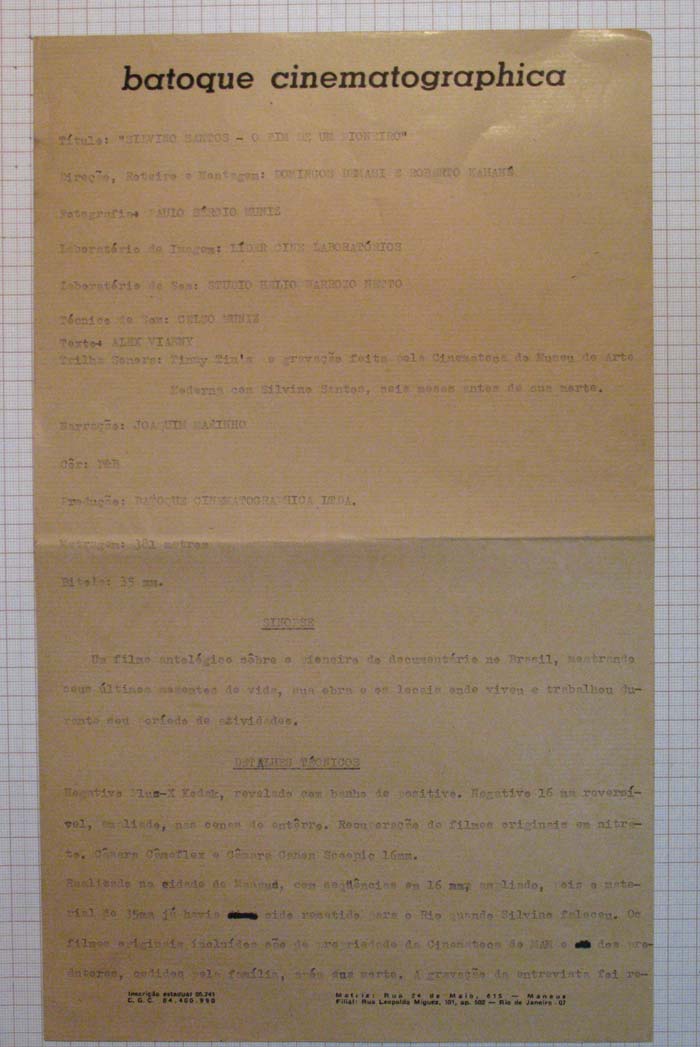 batoque cinematographica
Título: "SILVINO SANTOS - O FIM DE UM PIONEIRO"
Direção, Roteiro e Montagem: DOMINGOS DEMASI E ROBERTO KAHANÉ
Fotografia: PAULO SÉRGIO MUNIZ
Laboratório de Imagem: LÍDER CINE LABORATÓRIOS
Laboratório de Som: STUDIO HELIO BARROZO NETTO
Técnico de Som: CELSO MUNIZ
Texto: ALEX VIANNY
Trilha Sonora: Tinny Tim's e gravação feita pela Cinemateca do Museu de Arte
Moderna com Silvino Santos, seis meses antes de sua morte.
Narração: JOAQUIM MARINHO
Côr: P&B
Produção: BATOQUE CINEMATOGRAPHICA LTDA.
Metragem: 381 metros
Bitola: 35 mm.
SINOPSE
Um filme antológico sôbre o pioneiro do documentário no Brasil, mostrando
seus últimos momentos de vida, sua obra e os locais onde viveu e trabalhou du-
rante seu período de atividades.
DETALHES TÉCNICOS
Negativo Plus-X Kodak, revelado com banho de positivo. Negativo 16 mm reversí-
vel, ampliado, nas cenas do entêrro. Recuperação de filmes originais em nitra-
to. Câmara Cameflex e Câmara Canon Scoopic 16mm.
Realizado na cidade de Manaus, com seqüências em 16 mm, ampliado, pois o mate-
rial de 35mm já havia sido remetido para o Rio quando Silvino faleceu. Os
filmes originais incluídos são de propriedade da Cinemateca do MAM e dos pro-
dutores, cedidos pela família, após sua morte. A gravação da entrevista foi re-
Inscrição estadual 05.741
C. G. C. 04.400.990
Matriz: Rua 24 de Maio, 615 — Manaus
Filial: Rua Leopoldo Miguez, 101, ap. 502 — Rio de Janeiro - 07